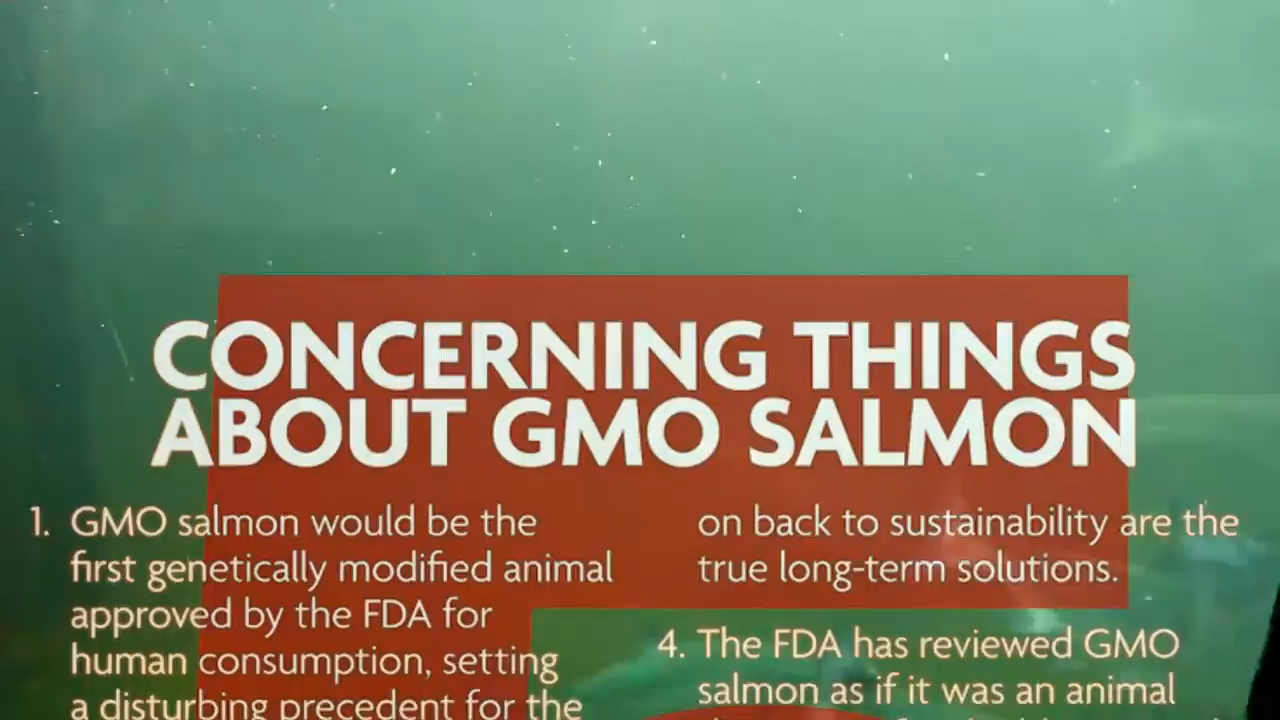 CONCERNING THINGS
ABOUT GMO SALMON
1. GMO salmon would be the
first genetically modified animal
approved by the FDA for
human consumption, setting
a disturbing precedent for the
on back to sustainability are the
true long-term solutions.
4. The FDA has reviewed GMO
salmon as if it was an animal